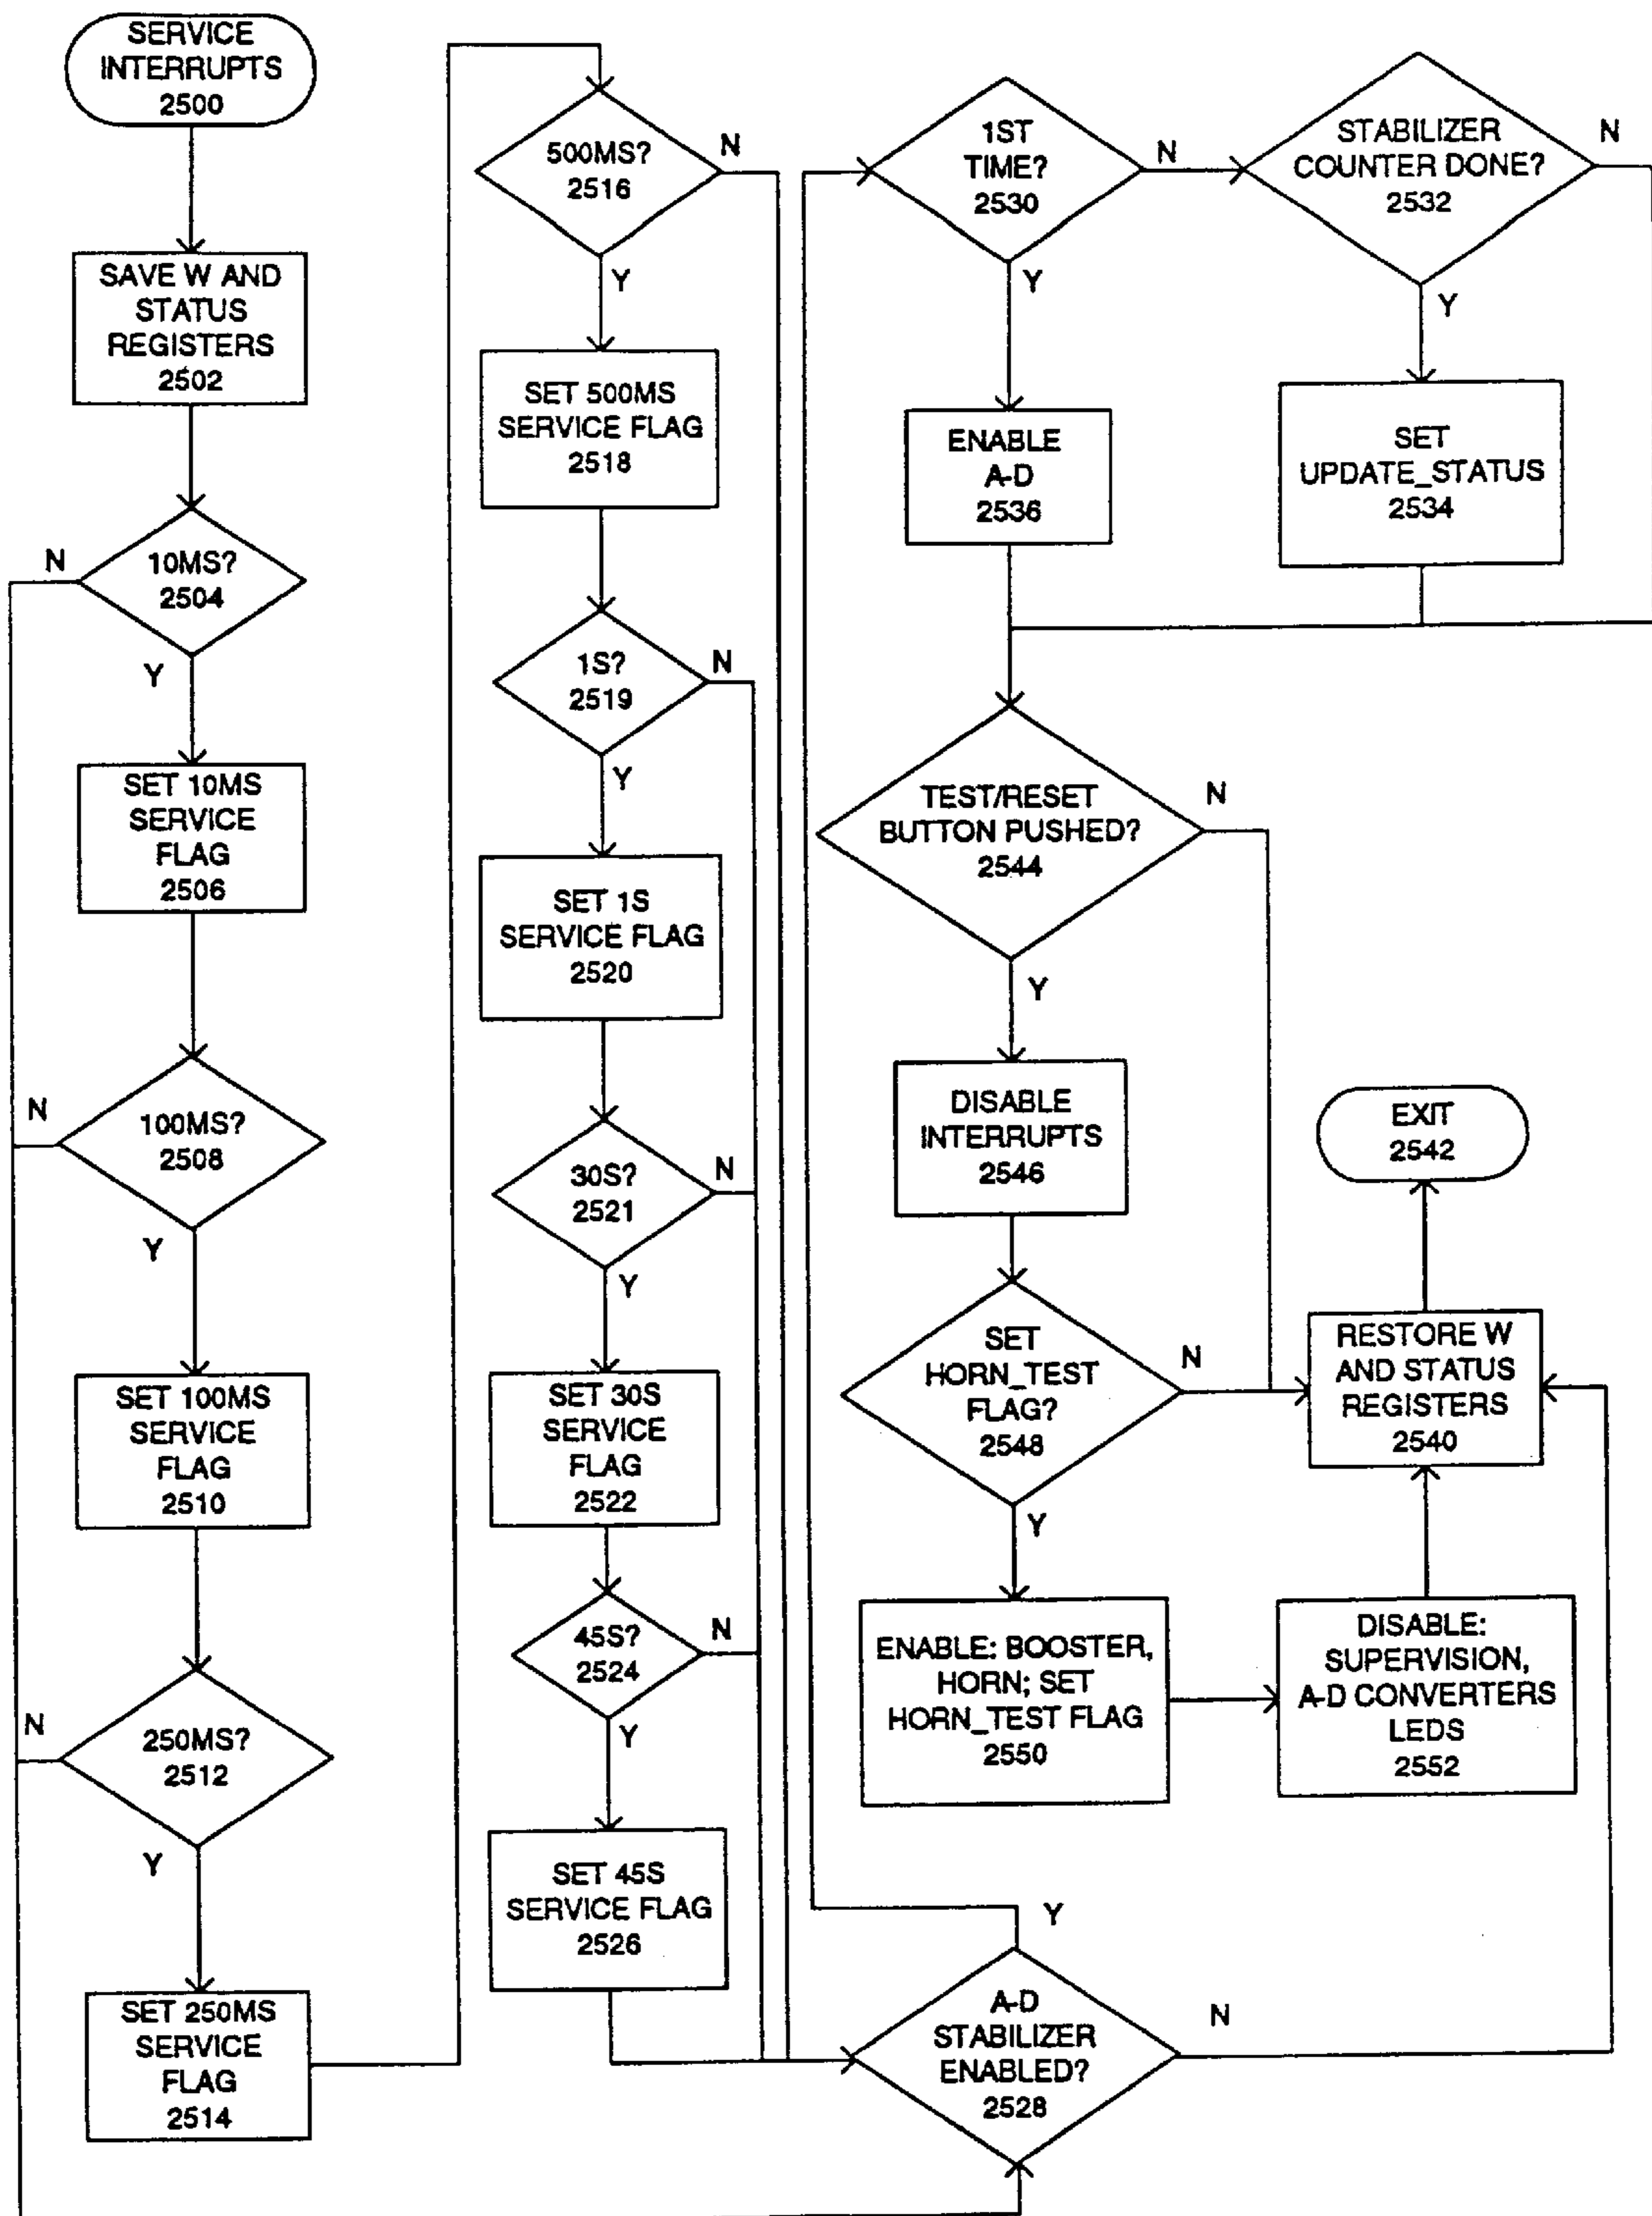 SERVICE
INTERRUPTS
2500
SAVE W AND
STATUS
REGISTERS
2502
10MS?
2504
N
Y
SET 10MS
SERVICE
FLAG
2506
100MS?
2508
N
Y
SET 100MS
SERVICE
FLAG
2510
250MS?
2512
N
Y
SET 250MS
SERVICE
FLAG
2514
500MS?
2516
N
Y
SET 500MS
SERVICE FLAG
2518
1S?
2519
N
Y
SET 1S
SERVICE FLAG
2520
30S?
2521
N
Y
SET 30S
SERVICE
FLAG
2522
45S?
2524
N
Y
SET 45S
SERVICE FLAG
2526
A-D
STABILIZER
ENABLED?
2528
Y
N
1ST
TIME?
2530
N
Y
STABILIZER
COUNTER DONE?
2532
N
Y
SET
UPDATE_STATUS
2534
ENABLE
A-D
2536
TEST/RESET
BUTTON PUSHED?
2544
N
Y
DISABLE
INTERRUPTS
2546
SET
HORN_TEST
FLAG?
2548
N
Y
ENABLE: BOOSTER,
HORN; SET
HORN_TEST FLAG
2550
DISABLE:
SUPERVISION,
A-D CONVERTERS
LEDS
2552
RESTORE W
AND STATUS
REGISTERS
2540
EXIT
2542